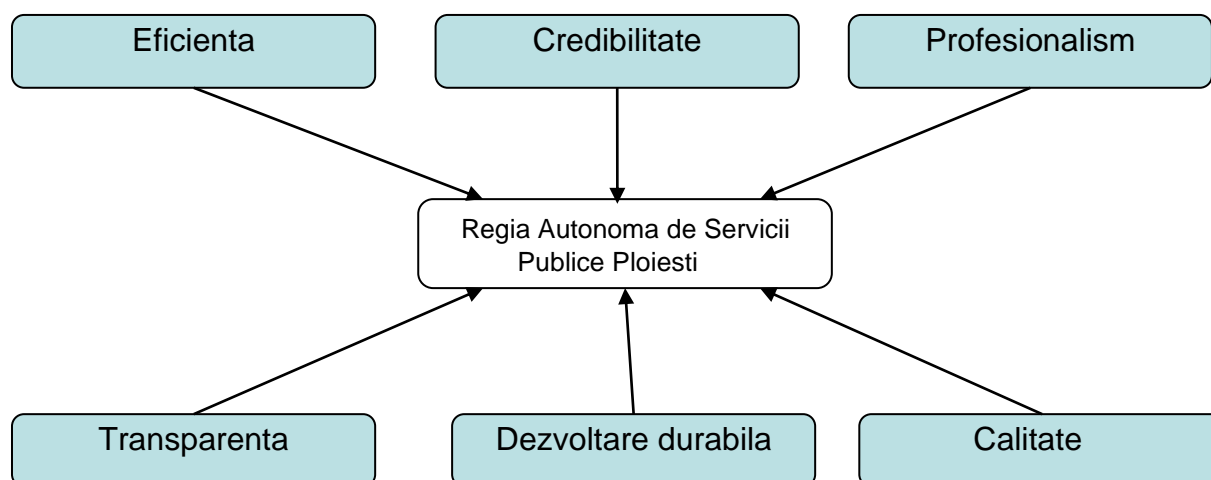 Eficienta
Credibilitate
Profesionalism
Regia Autonoma de Servicii
Publice Ploiesti
Transparenta
Dezvoltare durabila
Calitate